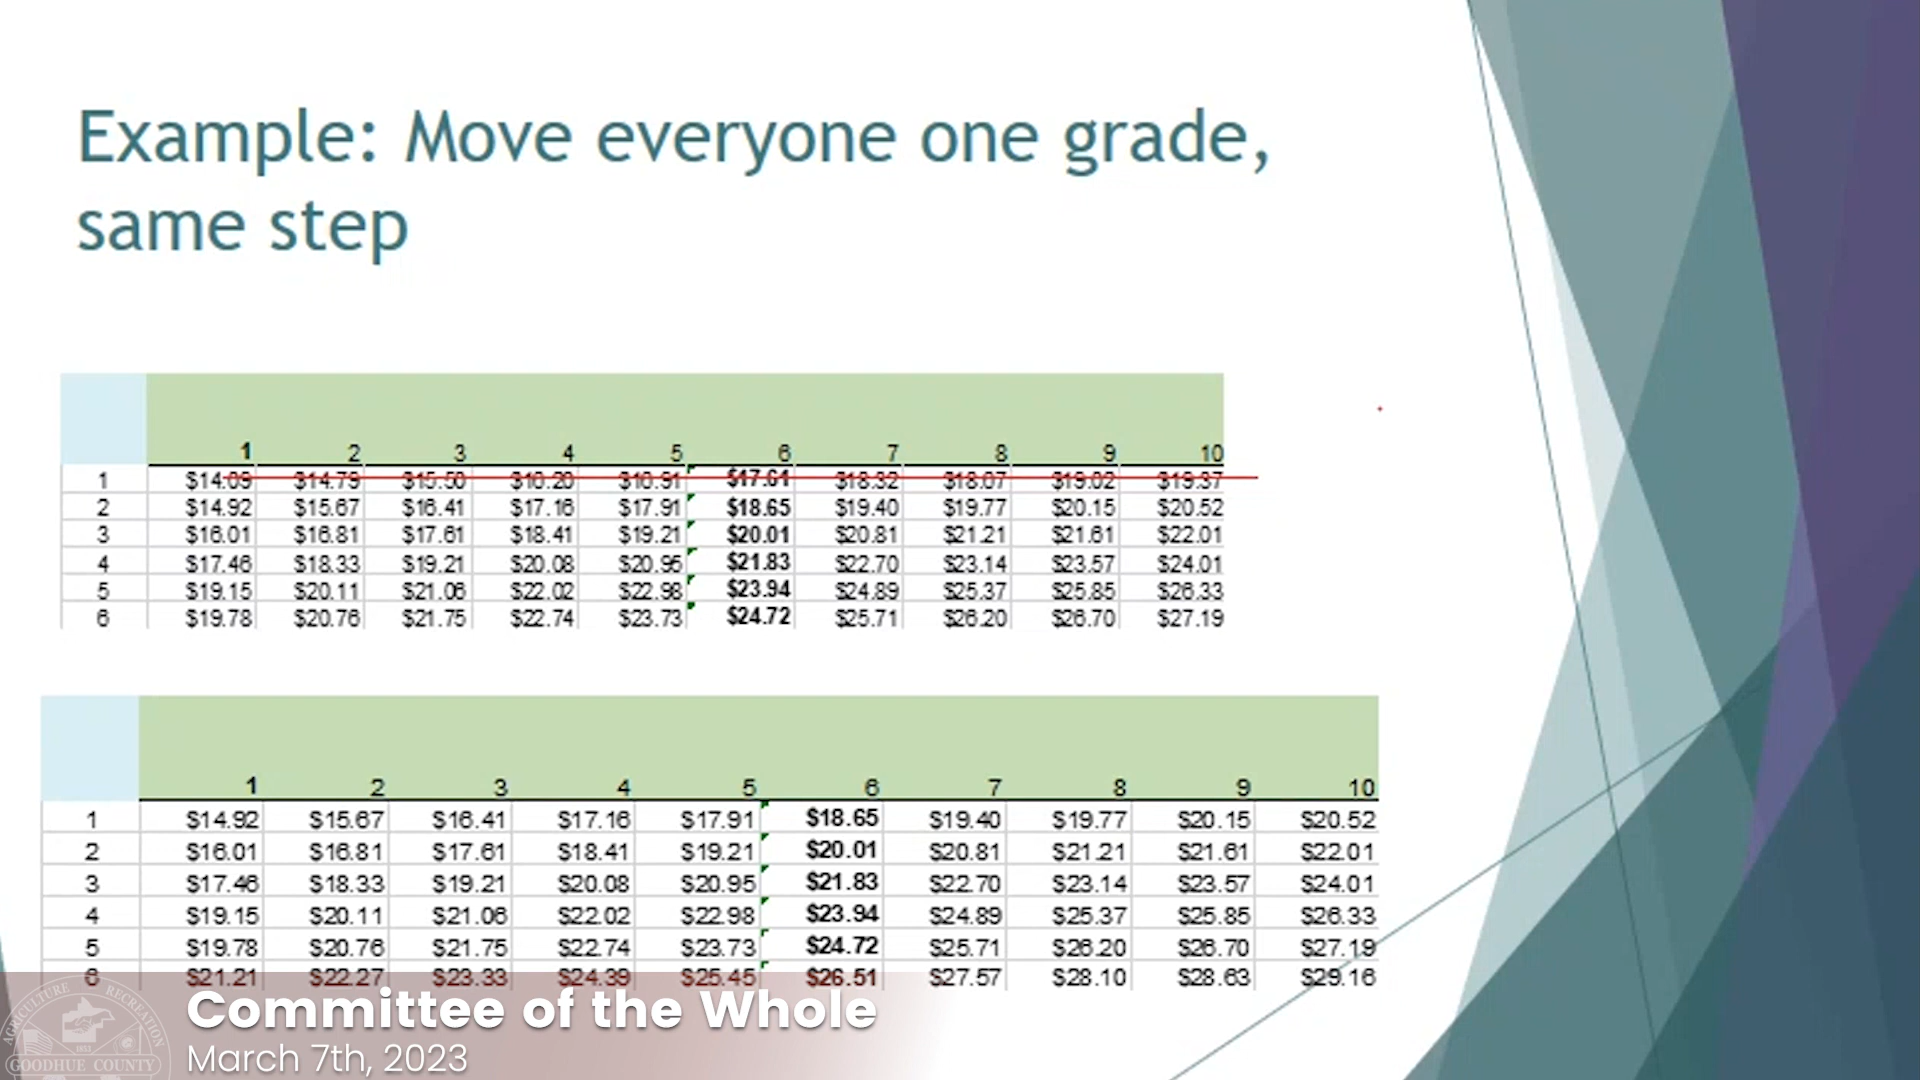 Example: Move everyone one grade,
same step
1 2 3 4 5 6 7 8 9 10
1 $14.09 $14.79 $15.50 $16.20 $16.91 $17.61 $18.32 $18.67 $19.02 $19.37
2 $14.92 $15.67 $16.41 $17.16 $17.91 $18.65 $19.40 $19.77 $20.15 $20.52
3 $16.01 $16.81 $17.61 $18.41 $19.21 $20.01 $20.81 $21.21 $21.61 $22.01
4 $17.46 $18.33 $19.21 $20.08 $20.95 $21.83 $22.70 $23.14 $23.57 $24.01
5 $19.15 $20.11 $21.06 $22.02 $22.98 $23.94 $24.89 $25.37 $25.85 $26.33
6 $19.78 $20.76 $21.75 $22.74 $23.73 $24.72 $25.71 $26.20 $26.70 $27.19
1 2 3 4 5 6 7 8 9 10
1 $14.92 $15.67 $16.41 $17.16 $17.91 $18.65 $19.40 $19.77 $20.15 $20.52
2 $16.01 $16.81 $17.61 $18.41 $19.21 $20.01 $20.81 $21.21 $21.61 $22.01
3 $17.46 $18.33 $19.21 $20.08 $20.95 $21.83 $22.70 $23.14 $23.57 $24.01
4 $19.15 $20.11 $21.06 $22.02 $22.98 $23.94 $24.89 $25.37 $25.85 $26.33
5 $19.78 $20.76 $21.75 $22.74 $23.73 $24.72 $25.71 $26.20 $26.70 $27.19
6 $21.21 $22.27 $23.33 $24.39 $25.45 $26.51 $27.57 $28.10 $28.63 $29.16
Committee of the Whole
March 7th, 2023
AGRICULTURE RECREATION
1853
GOODHUE COUNTY